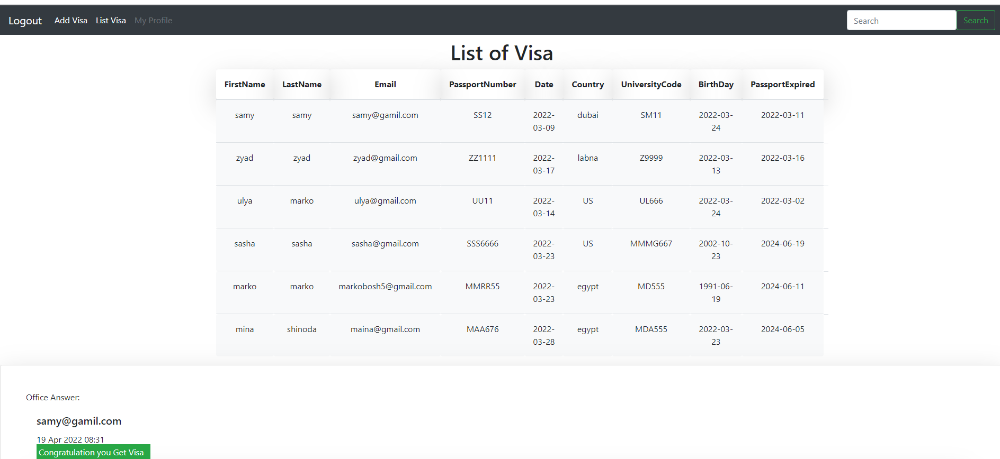 Logout Add Visa List Visa My Profile Search Search
List of Visa
FirstName LastName Email PassportNumber Date Country UniversityCode BirthDay PassportExpired
samy samy samy@gamil.com SS12 2022- dubai SM11 2022-03- 2022-03-11
03-09 24
zyad zyad zyad@gmail.com ZZ1111 2022- labna Z9999 2022-03- 2022-03-16
03-17 13
ulya marko ulya@gmail.com UU11 2022- US UL666 2022-03- 2022-03-02
03-14 24
sasha sasha sasha@gmail.com SSS6666 2022- US MMMG667 2002-10- 2024-06-19
03-23 23
marko marko markobosh5@gmail.com MMRR55 2022- egypt MD555 1991-06- 2024-06-11
03-23 19
mina shinoda maina@gmail.com MAA676 2022- egypt MDA555 2022-03- 2024-06-05
03-28 23
Office Answer:
samy@gamil.com
19 Apr 2022 08:31
Congratulation you Get Visa